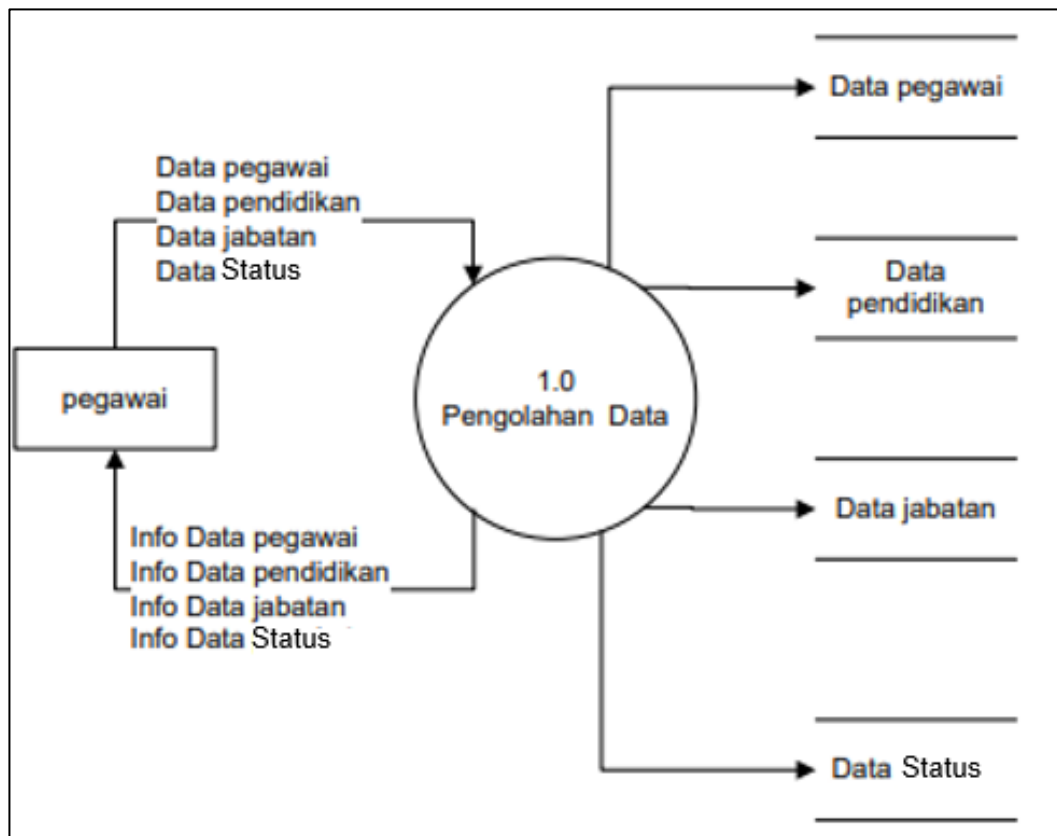 Data pegawai
Data pendidikan
Data jabatan
Data Status
pegawai
Info Data pegawai
Info Data pendidikan
Info Data jabatan
Info Data Status
1.0
Pengolahan Data
Data pegawai
Data
pendidikan
Data jabatan
Data Status